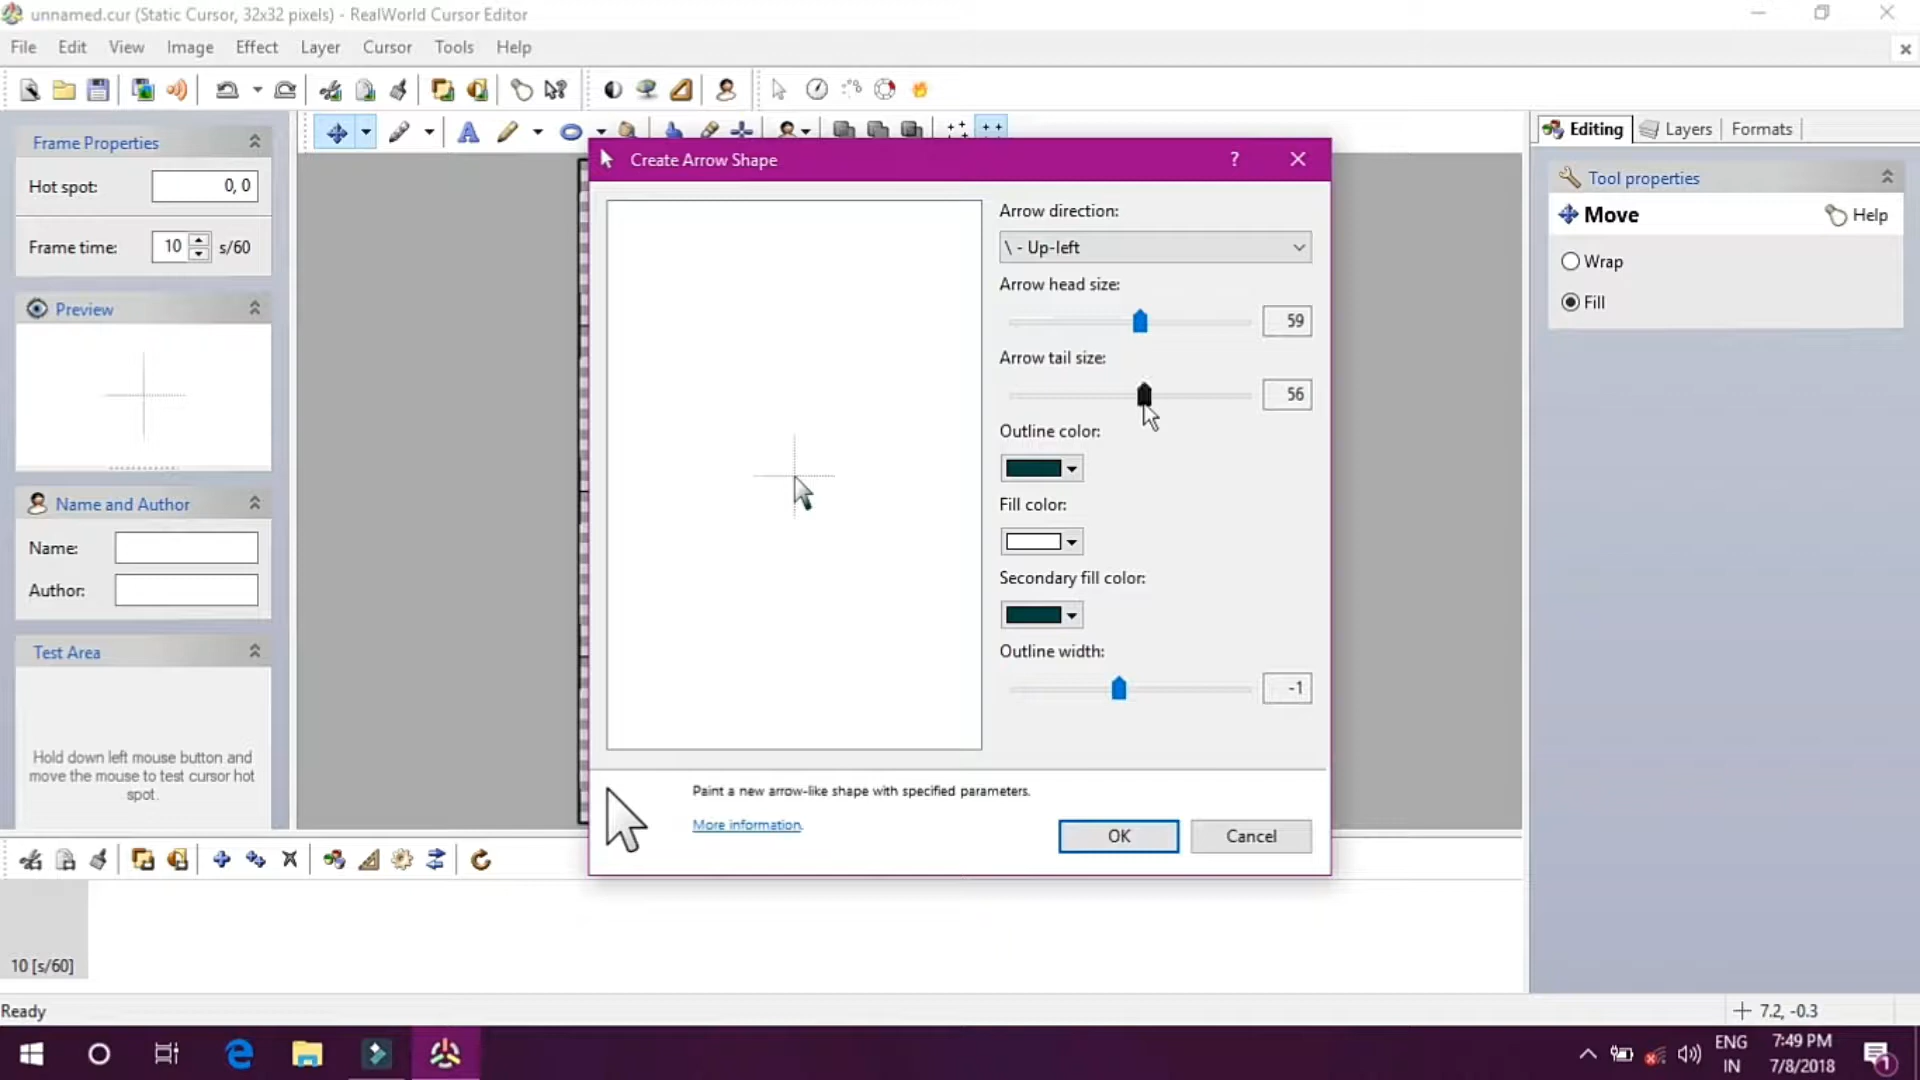 unnamed.cur (Static Cursor, 32x32 pixels) - RealWorld Cursor Editor
File Edit View Image Effect Layer Cursor Tools Help
Frame Properties
Hot spot: 0, 0
Frame time: 10 s/60
Preview
Name and Author
Name:
Author:
Test Area
Hold down left mouse button and
move the mouse to test cursor hot
spot.
Create Arrow Shape ?
Arrow direction:
\ - Up-left
Arrow head size:
59
Arrow tail size:
56
Outline color:
Fill color:
Secondary fill color:
Outline width:
-1
Paint a new arrow-like shape with specified parameters.
More information.
OK Cancel
Editing Layers Formats
Tool properties
Move Help
Wrap
Fill
10 [s/60]
Ready
7.2, -0.3
ENG
IN
7:49 PM
7/8/2018
1